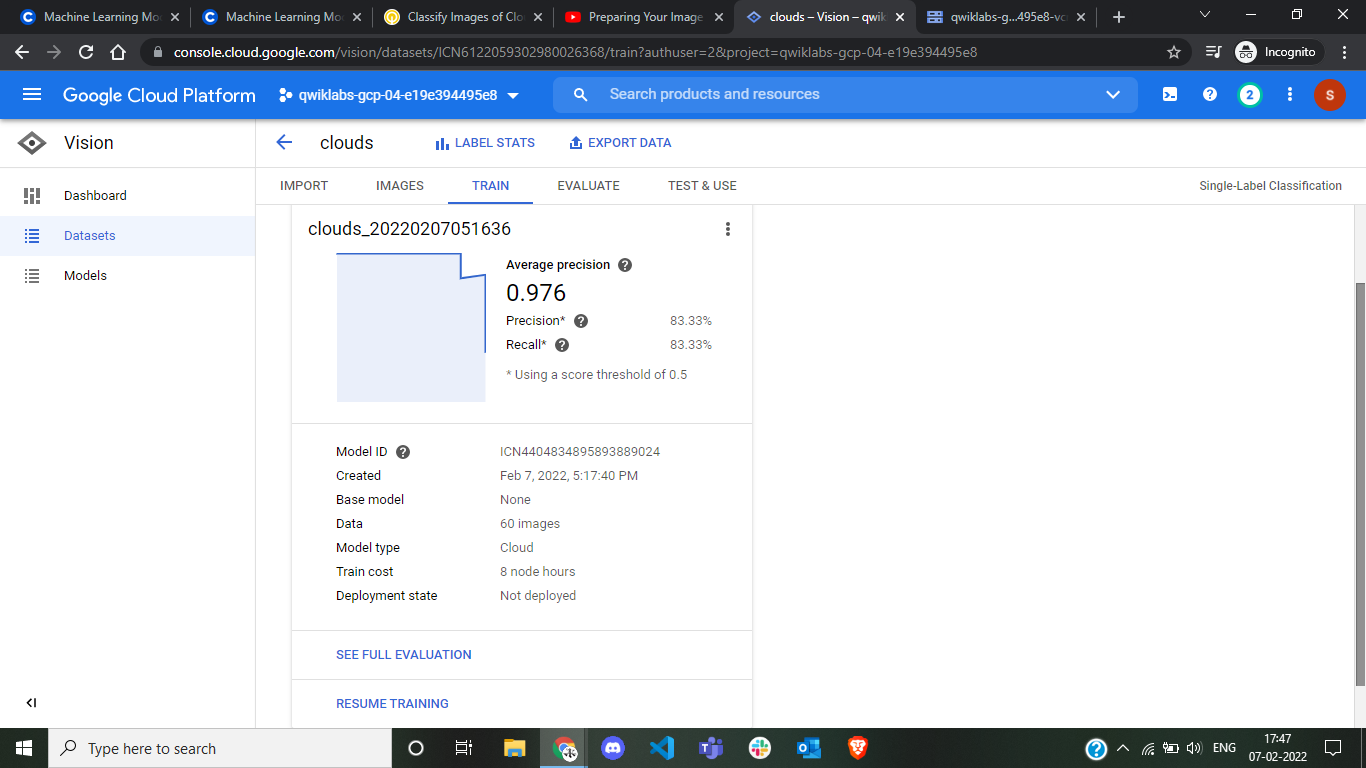 Machine Learning Mo
Machine Learning Mo
Classify Images of Clo
Preparing Your Image
clouds – Vision – qwik
qwiklabs-g...495e8-vc
console.cloud.google.com/vision/datasets/ICN6122059302980026368/train?authuser=2&project=qwiklabs-gcp-04-e19e394495e8
Incognito
Google Cloud Platform
qwiklabs-gcp-04-e19e394495e8
Search products and resources
2
S
Vision
clouds
LABEL STATS
EXPORT DATA
Dashboard
Datasets
Models
IMPORT
IMAGES
TRAIN
EVALUATE
TEST & USE
Single-Label Classification
clouds_20220207051636
Average precision
0.976
Precision* 83.33%
Recall* 83.33%
* Using a score threshold of 0.5
Model ID ICN4404834895893889024
Created Feb 7, 2022, 5:17:40 PM
Base model None
Data 60 images
Model type Cloud
Train cost 8 node hours
Deployment state Not deployed
SEE FULL EVALUATION
RESUME TRAINING
Type here to search
ENG
17:47
07-02-2022